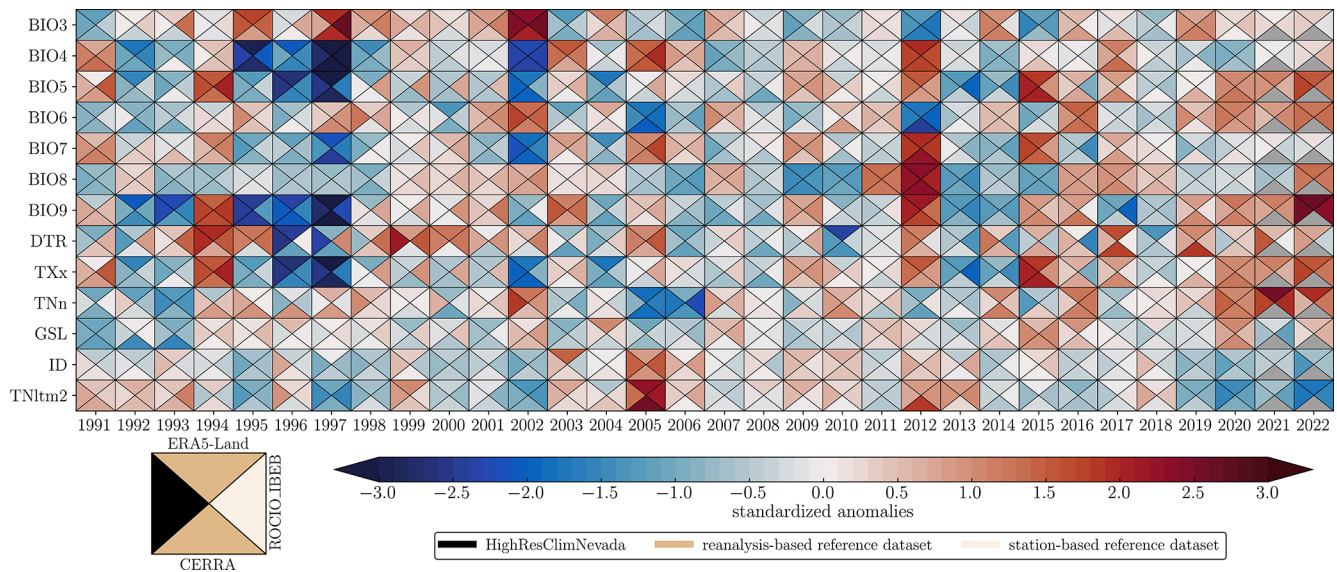 BIO3
BIO4
BIO5
BIO6
BIO7
BIO8
BIO9
DTR
TXx
TNn
GSL
ID
TNltm2
1991 1992 1993 1994 1995 1996 1997 1998 1999 2000 2001 2002 2003 2004 2005 2006 2007 2008 2009 2010 2011 2012 2013 2014 2015 2016 2017 2018 2019 2020 2021 2022
ERA5-Land
ROCIO_IBEB
CERRA
−3.0 −2.5 −2.0 −1.5 −1.0 −0.5 0.0 0.5 1.0 1.5 2.0 2.5 3.0
standardized anomalies
HighResClimNevada reanalysis-based reference dataset station-based reference dataset